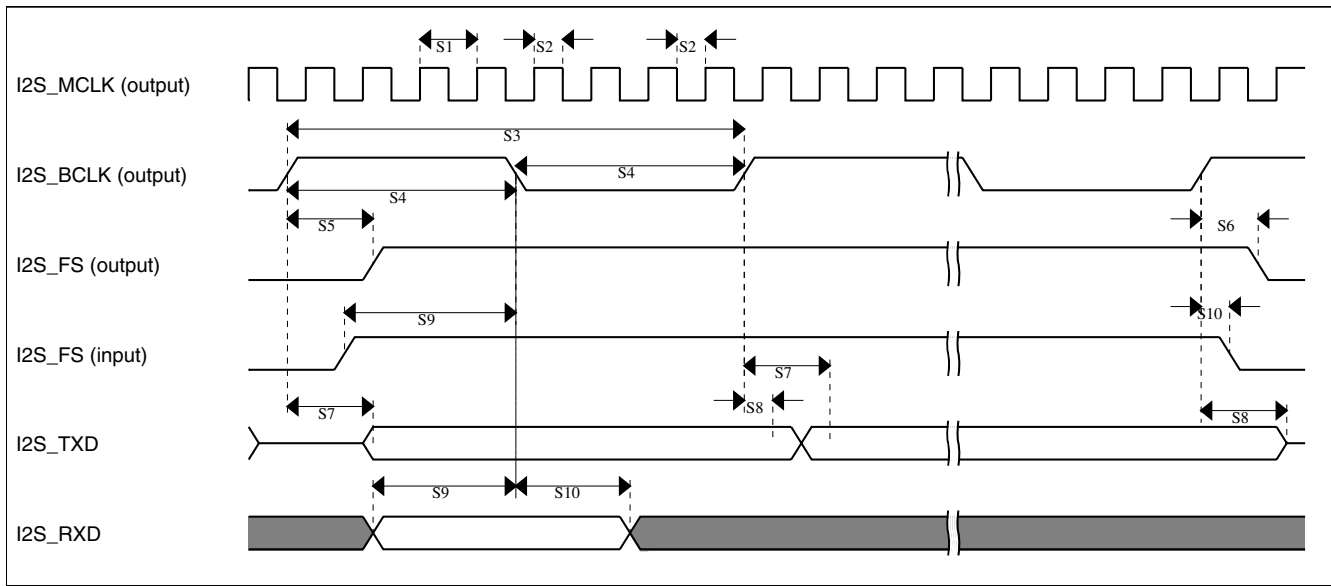 S1 S2 S2
I2S_MCLK (output)
S3
I2S_BCLK (output)
S4
S4
S5 S6
I2S_FS (output)
S9 S10
I2S_FS (input)
S7
S7 S8 S8
I2S_TXD
S9 S10
I2S_RXD